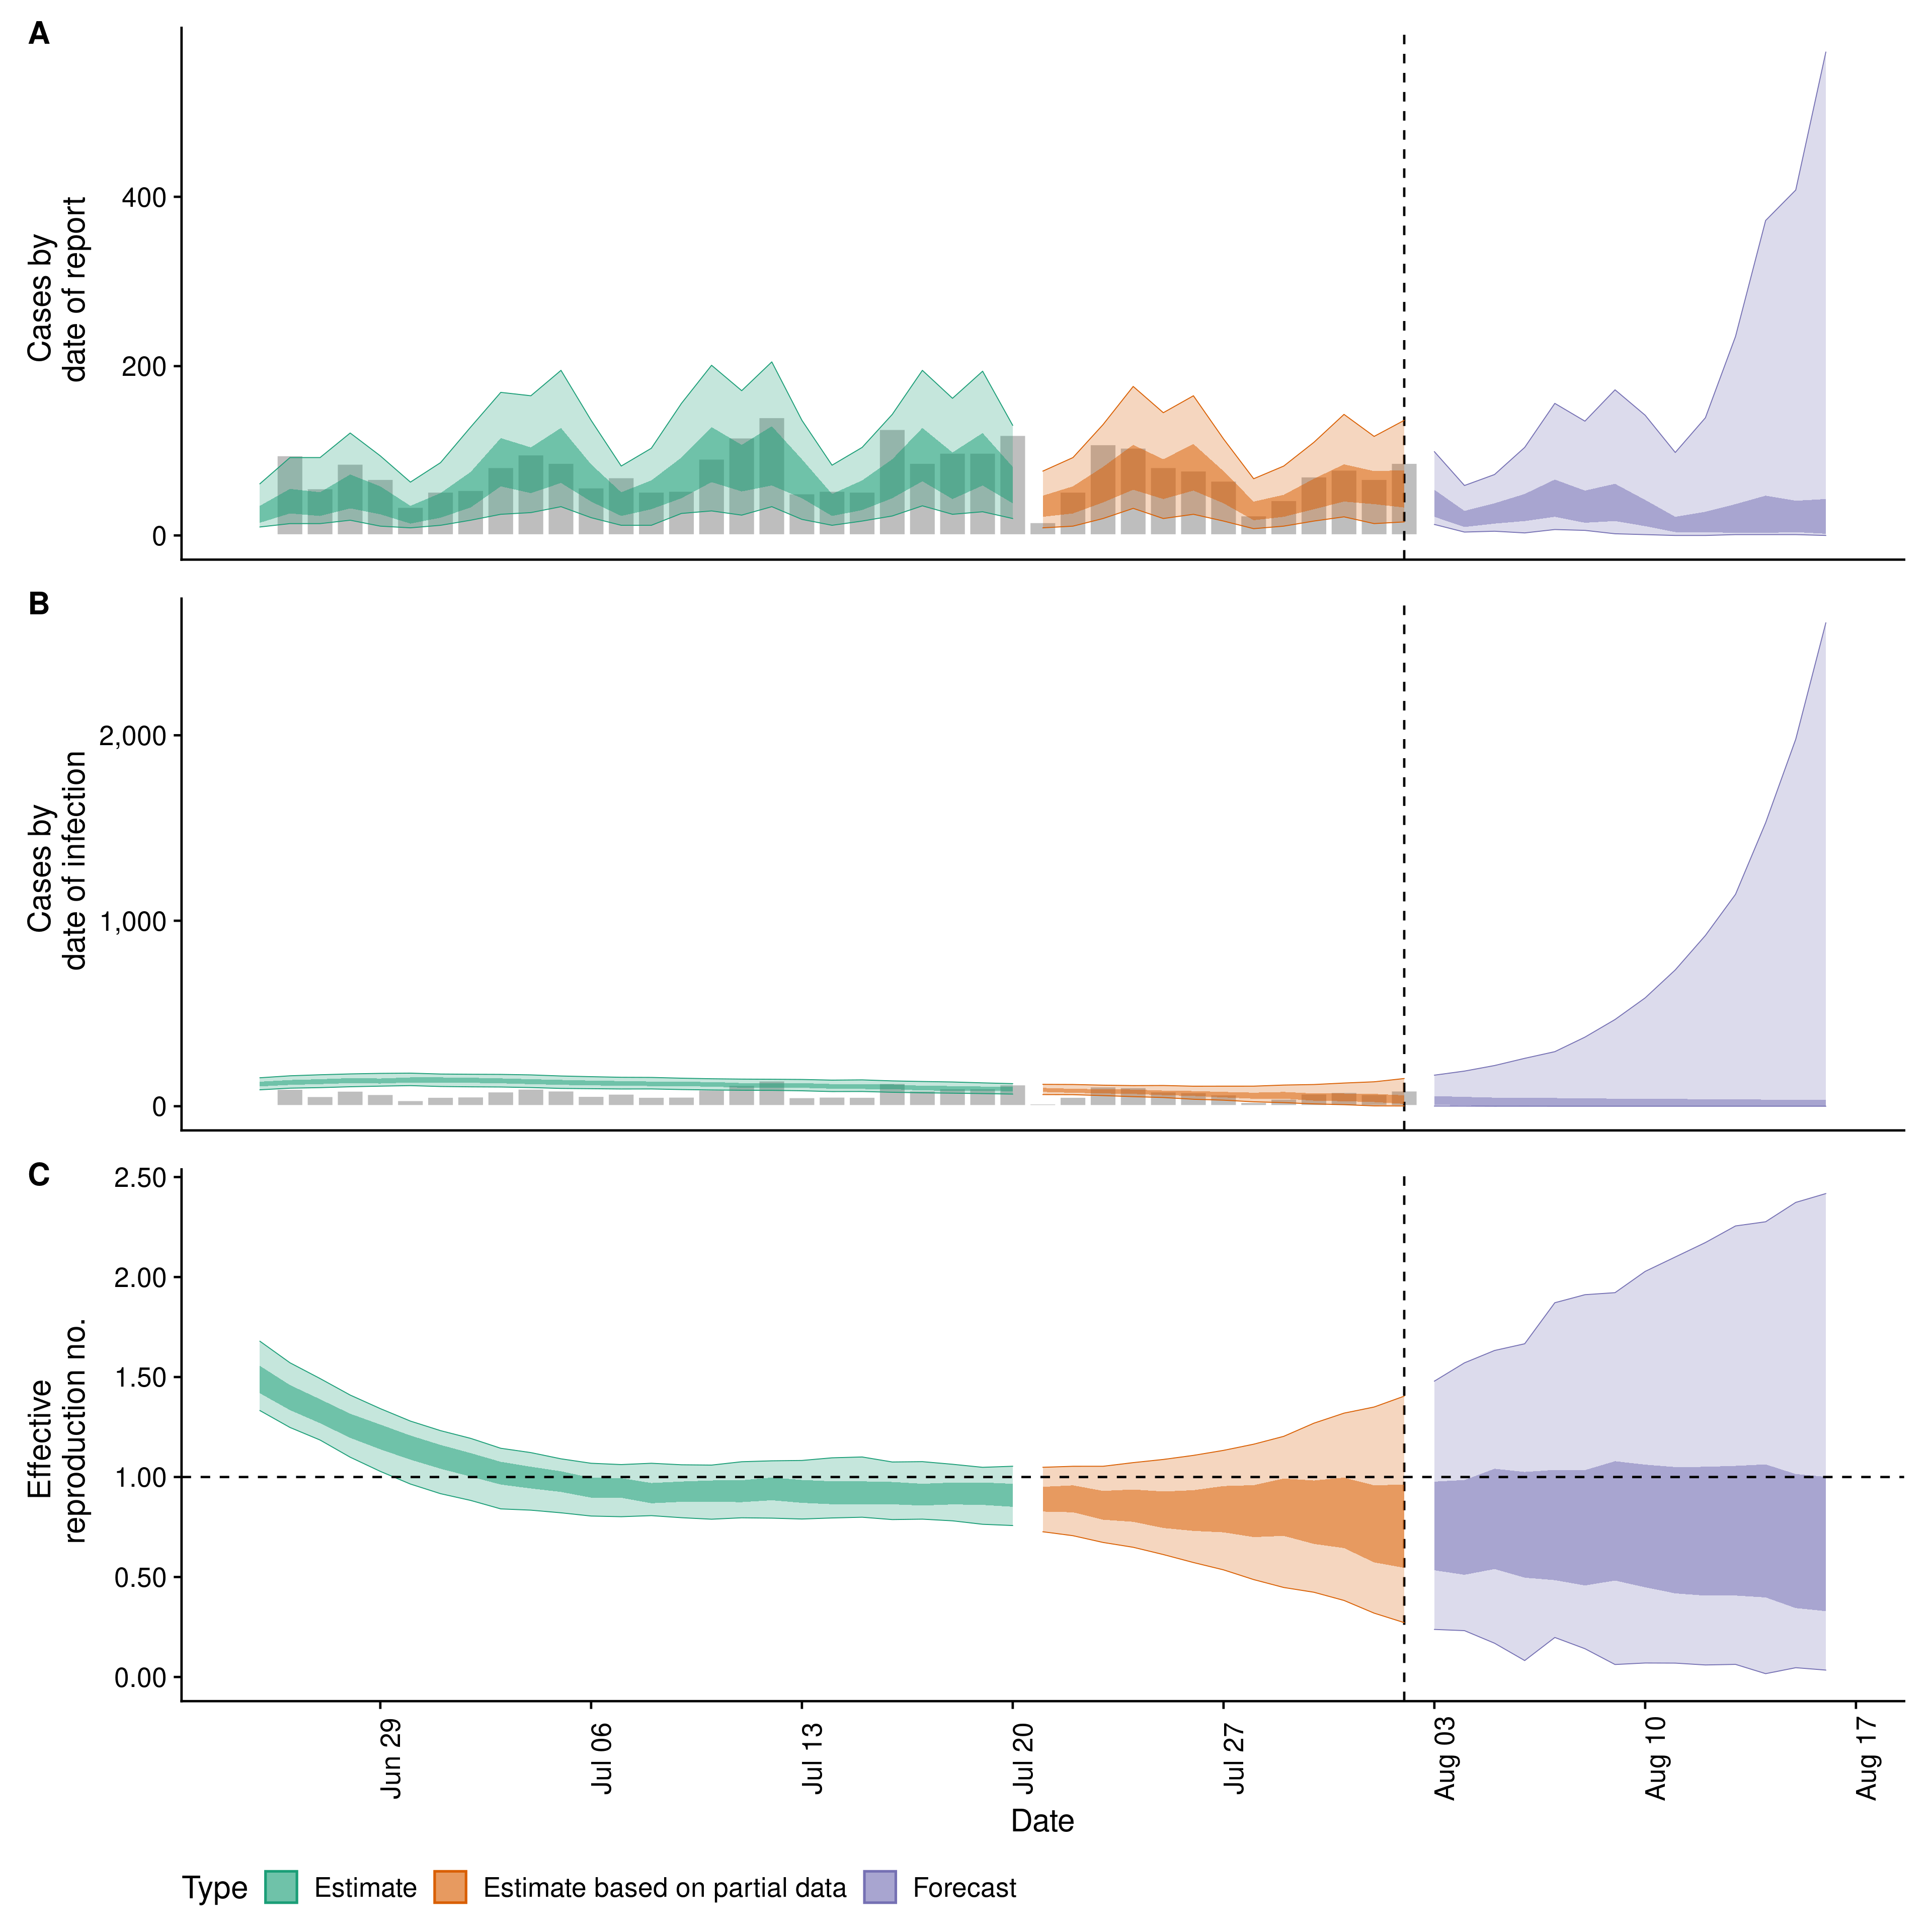 A
Cases by
date of report
400
200
0
B
Cases by
date of infection
2,000
1,000
0
C
Effective
reproduction no.
2.50
2.00
1.50
1.00
0.50
0.00
Jun 29
Jul 06
Jul 13
Jul 20
Jul 27
Aug 03
Aug 10
Aug 17
Date
Type Estimate Estimate based on partial data Forecast